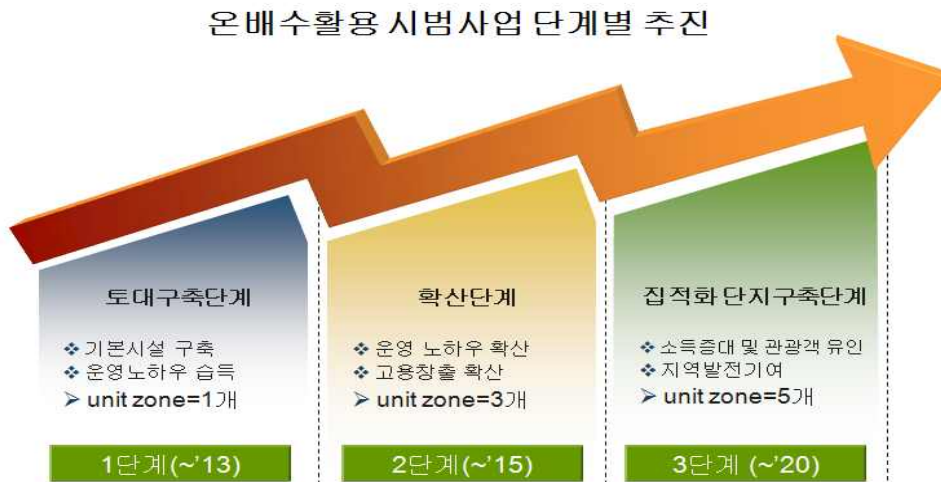 온배수활용 시범사업 단계별 추진
토대구축단계
❖ 기본시설 구축
❖ 운영노하우 습득
➢ unit zone=1개
1단계(~'13)
확산단계
❖ 운영 노하우 확산
❖ 고용창출 확산
➢ unit zone=3개
2단계(~'15)
집적화 단지구축단계
❖ 소득증대 및 관광객 유인
❖ 지역발전기여
➢ unit zone=5개
3단계 (~'20)